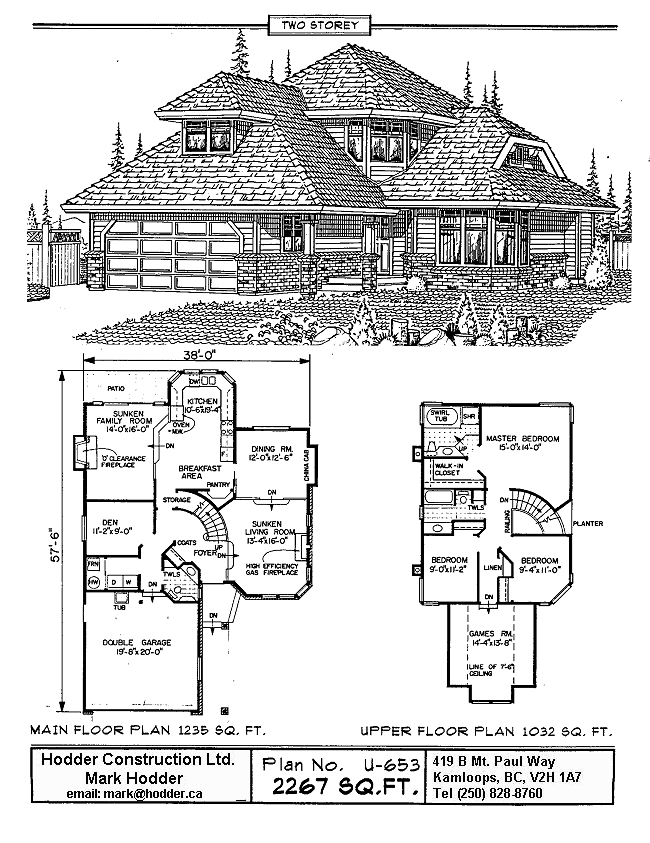 TWO STOREY
38'-0"
57'-6"
PATIO
SUNKEN
FAMILY ROOM
14'-0"x16'-0"
DN
'O' CLEARANCE
FIREPLACE
DW
KITCHEN
10'-6"x19'-4"
OVEN
BREAKFAST
AREA
PANTRY
DINING RM.
12'-0"x12'-6"
CHINA CAB
DN
STORAGE
DEN
11'-2"x9'-0"
COATS
FOYER
UP
DN
SUNKEN
LIVING ROOM
13'-4"x16'-0"
HIGH EFFICIENCY
GAS FIREPLACE
FRN
HW
D
W
TWLS
DN
TUB
DN
DOUBLE GARAGE
19'-8"x20'-0"
MAIN FLOOR PLAN 1235 SQ. FT.
SWIRL
TUB
SHR
UP
MASTER BEDROOM
15'-0"x14'-0"
WALK-IN
CLOSET
TWLS
DN
RAILING
PLANTER
BEDROOM
9'-0"x11'-2"
LINEN
BEDROOM
9'-4"x11'-0"
DN
GAMES RM.
14'-4"x13'-8"
LINE OF 7'-6"
CEILING
UPPER FLOOR PLAN 1032 SQ. FT.
Hodder Construction Ltd.
Mark Hodder
email: mark@hodder.ca
Plan No. U-653
2267 SQ.FT.
419 B Mt. Paul Way
Kamloops, BC, V2H 1A7
Tel (250) 828-8760